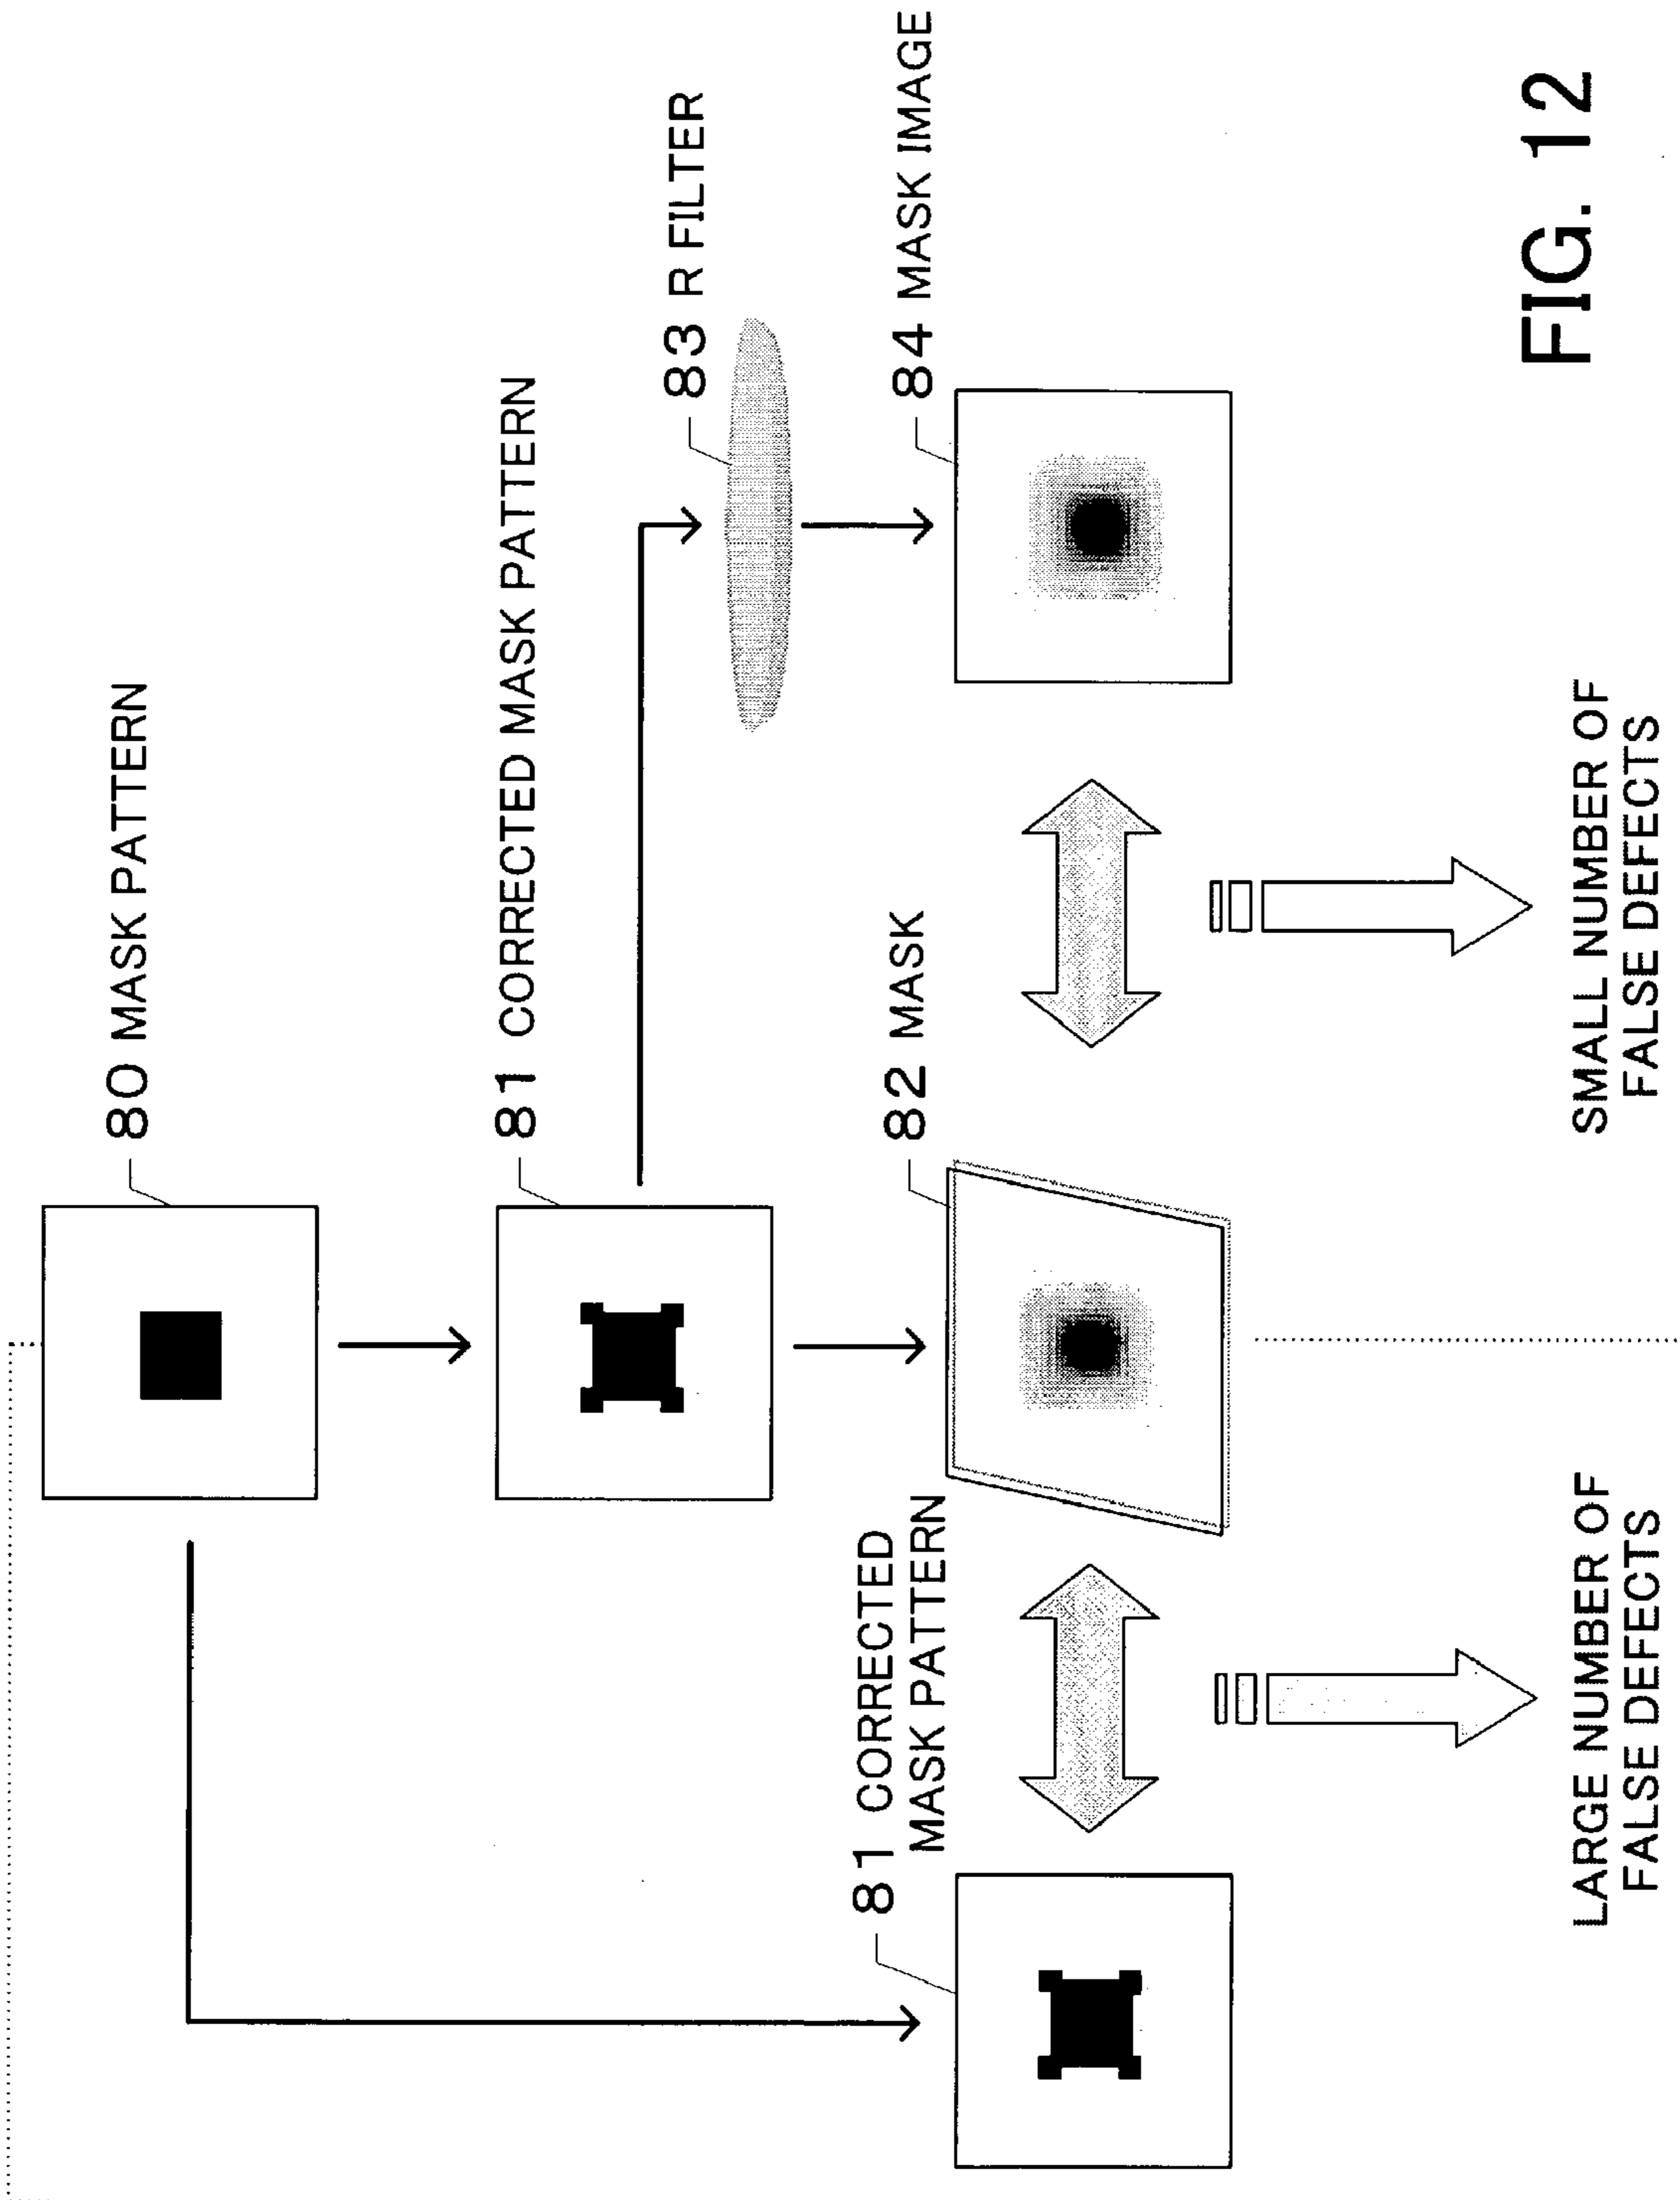 80 MASK PATTERN
81 CORRECTED MASK PATTERN
83 R FILTER
81 CORRECTED
MASK PATTERN
82 MASK
84 MASK IMAGE
LARGE NUMBER OF
FALSE DEFECTS
SMALL NUMBER OF
FALSE DEFECTS
FIG. 12